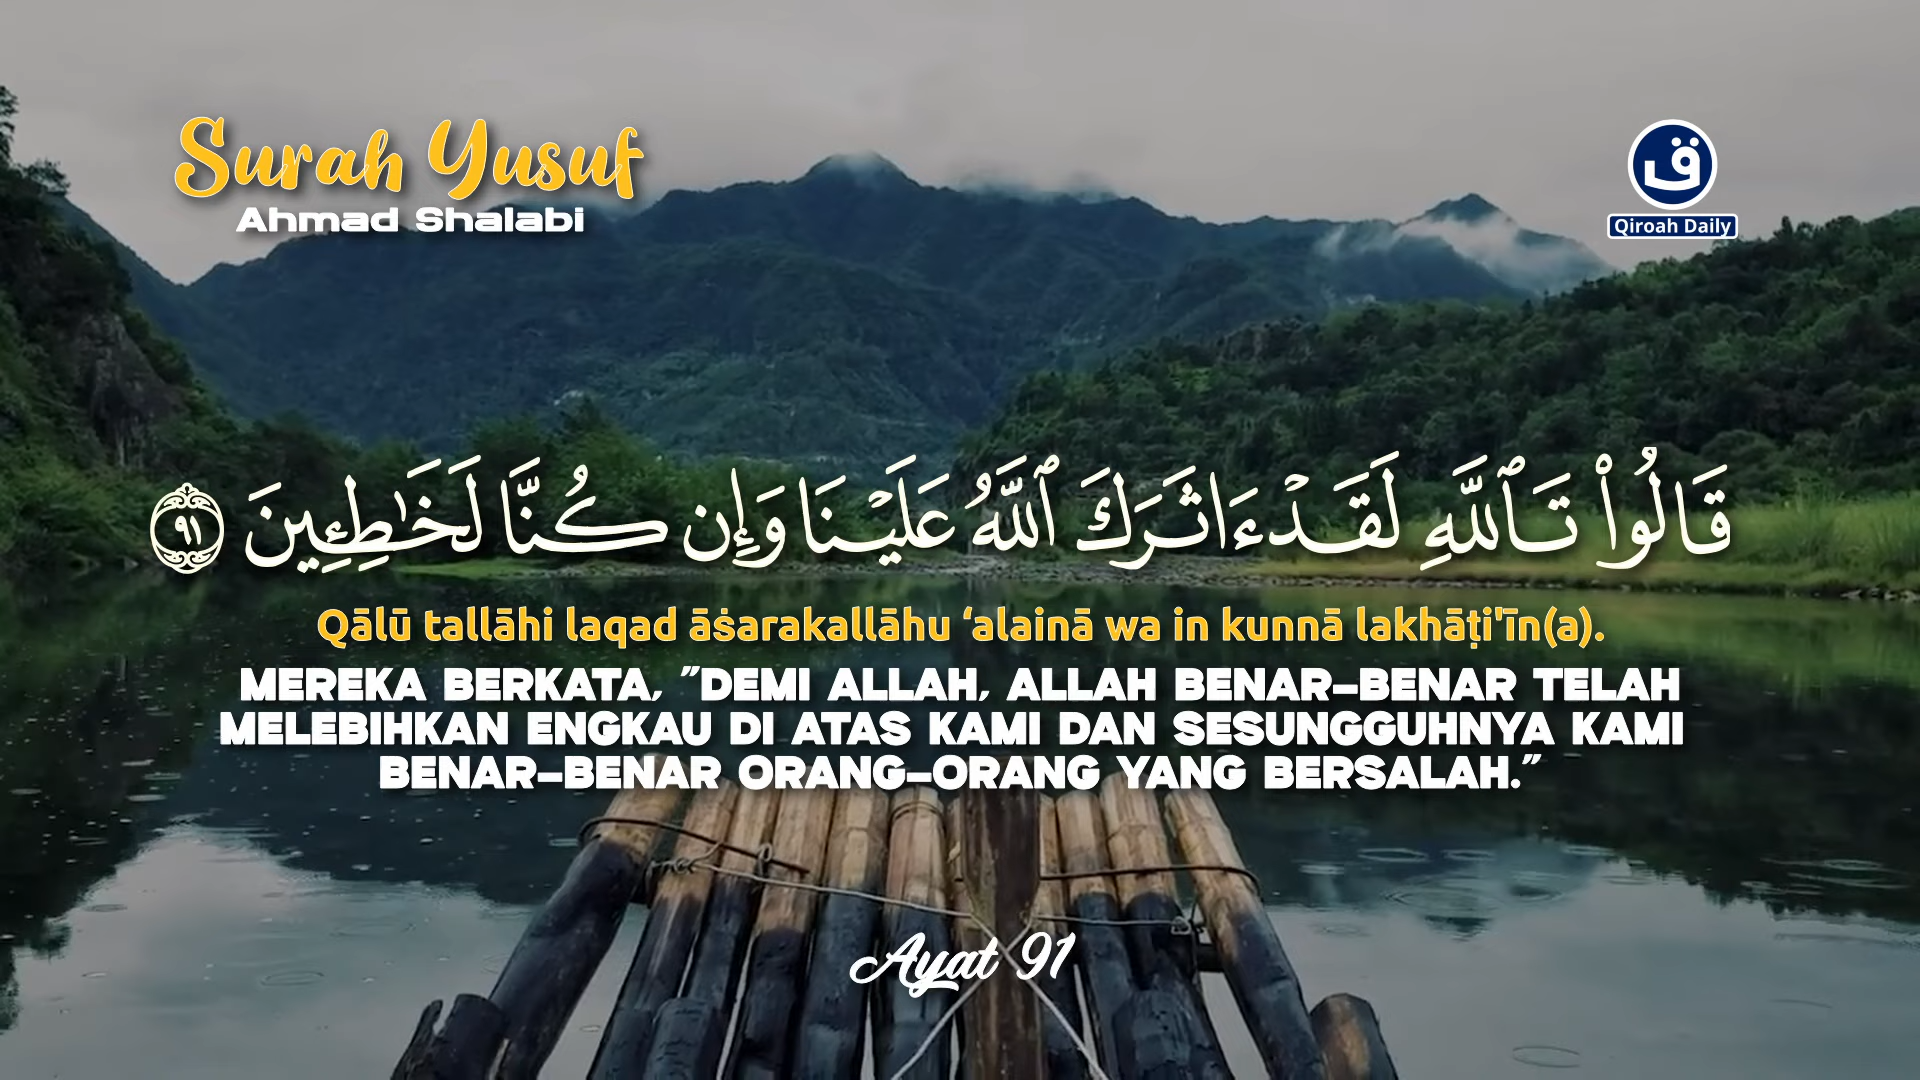 Surah Yusuf
Ahmad Shalabi
ق
Qiroah Daily
قَالُوا۟ تَٱللَّهِ لَقَدْ ءَاثَرَكَ ٱللَّهُ عَلَيْنَا وَإِن كُنَّا لَخَـٰطِـِٔينَ ٩١
Qālū tallāhi laqad āṡarakallāhu ‘alainā wa in kunnā lakhāṭi'īn(a).
MEREKA BERKATA, "DEMI ALLAH, ALLAH BENAR-BENAR TELAH
MELEBIHKAN ENGKAU DI ATAS KAMI DAN SESUNGGUHNYA KAMI
BENAR-BENAR ORANG-ORANG YANG BERSALAH."
Ayat 91